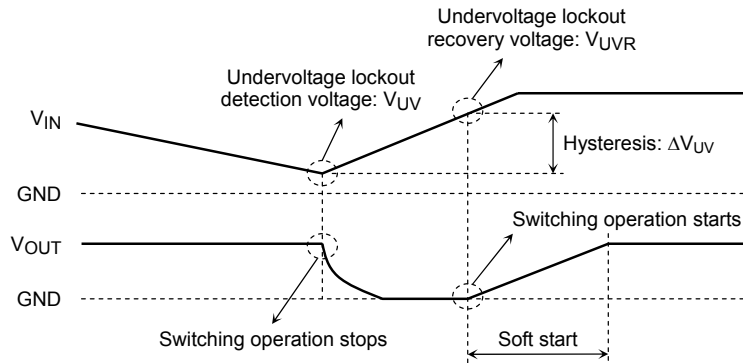 Undervoltage lockout
recovery voltage: VUVR
Undervoltage lockout
detection voltage: VUV
VIN
Hysteresis: ΔVUV
GND
Switching operation starts
VOUT
GND
Switching operation stops
Soft start